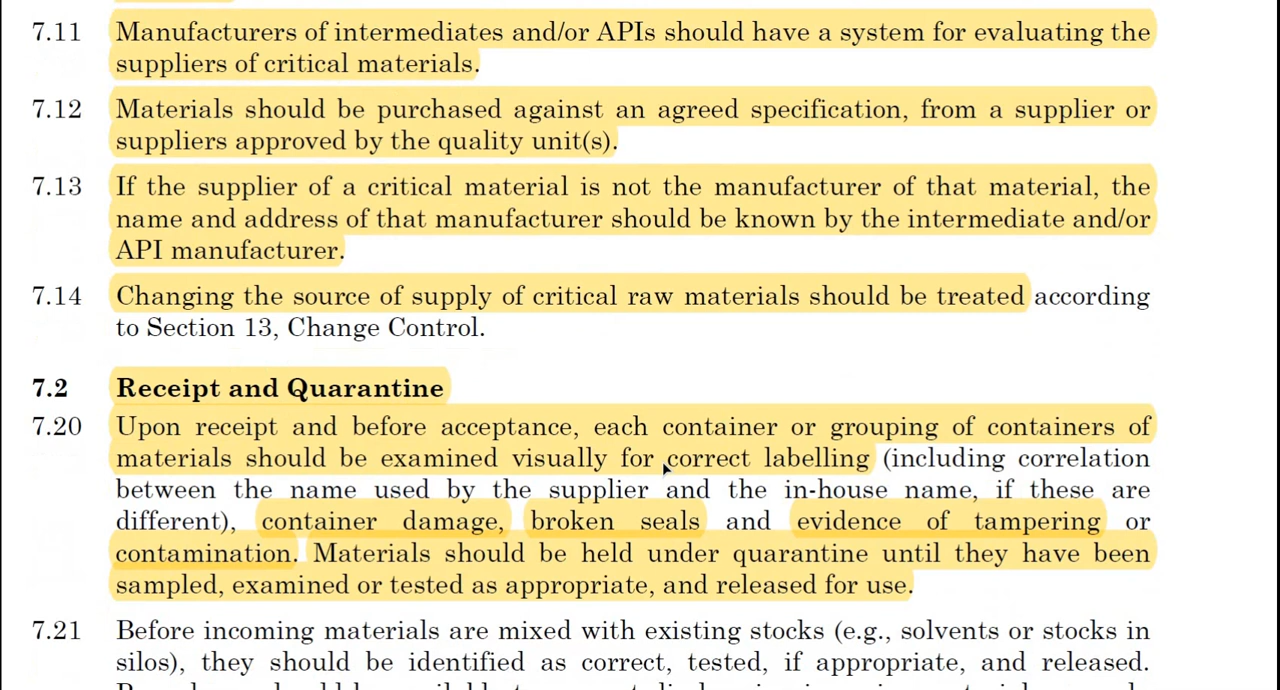 7.11 Manufacturers of intermediates and/or APIs should have a system for evaluating the
suppliers of critical materials.
7.12 Materials should be purchased against an agreed specification, from a supplier or
suppliers approved by the quality unit(s).
7.13 If the supplier of a critical material is not the manufacturer of that material, the
name and address of that manufacturer should be known by the intermediate and/or
API manufacturer.
7.14 Changing the source of supply of critical raw materials should be treated according
to Section 13, Change Control.
7.2 Receipt and Quarantine
7.20 Upon receipt and before acceptance, each container or grouping of containers of
materials should be examined visually for correct labelling (including correlation
between the name used by the supplier and the in-house name, if these are
different), container damage, broken seals and evidence of tampering or
contamination. Materials should be held under quarantine until they have been
sampled, examined or tested as appropriate, and released for use.
7.21 Before incoming materials are mixed with existing stocks (e.g., solvents or stocks in
silos), they should be identified as correct, tested, if appropriate, and released.